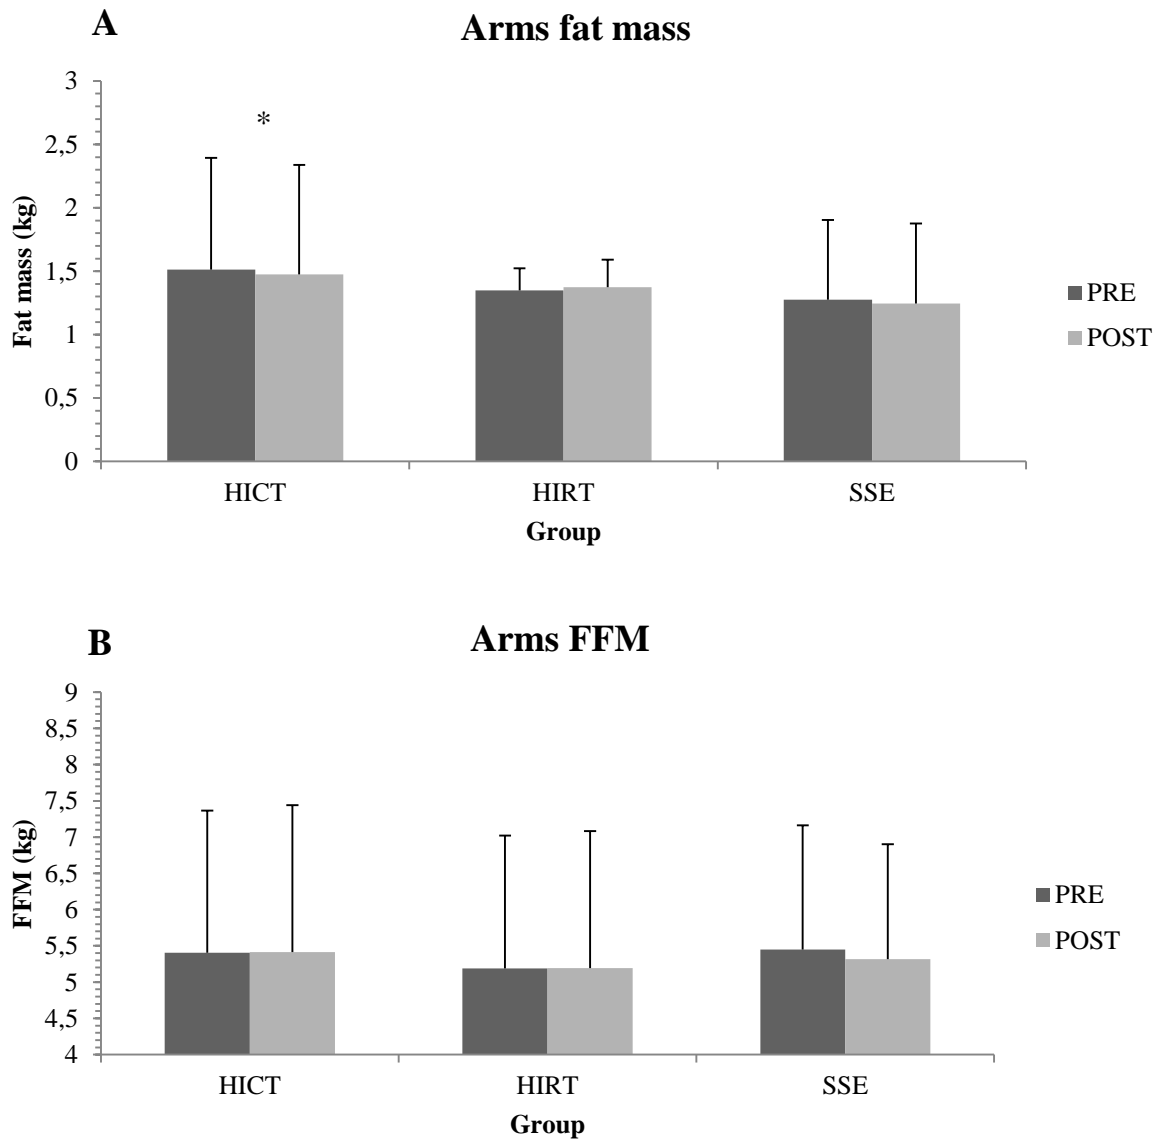 A
Arms fat mass
3
2,5
2
1,5
1
0,5
0
Fat mass (kg)
*
HICT
HIRT
SSE
Group
PRE
POST
B
Arms FFM
9
8,5
8
7,5
7
6,5
6
5,5
5
4,5
4
FFM (kg)
HICT
HIRT
SSE
Group
PRE
POST